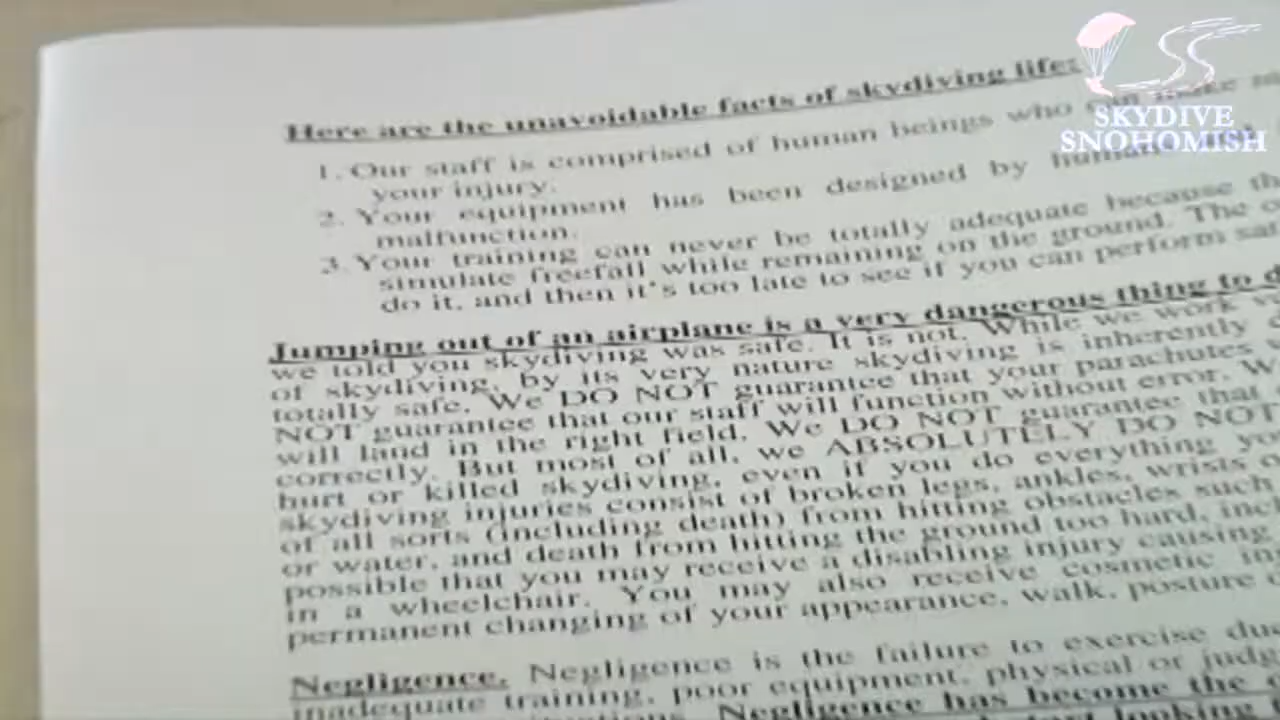 SKYDIVE
SNOHOMISH
Here are the unavoidable facts of skydiving life:
1. Our staff is comprised of human beings who can make
your injury.
2. Your equipment has been designed by humans and
malfunction.
3. Your training can never be totally adequate because
simulate freefall while remaining on the ground. The
do it, and then it's too late to see if you can perform
Jumping out of an airplane is a very dangerous thing to
we told you skydiving was safe. It is not. While we work
of skydiving, by its very nature skydiving is inherently
totally safe. We DO NOT guarantee that your parachutes
NOT guarantee that our staff will function without error.
will land in the right field. We DO NOT guarantee that
correctly. But most of all, we ABSOLUTELY DO NOT
hurt or killed skydiving, even if you do everything
skydiving injuries consist of broken legs, ankles, wrists
of all sorts (including death) from hitting obstacles such
or water, and death from hitting the ground too hard,
possible that you may receive a disabling injury causing
in a wheelchair. You may also receive cosmetic
permanent changing of your appearance, walk, posture
Negligence. Negligence is the failure to exercise
inadequate training, poor equipment, physical or
Negligence has become the